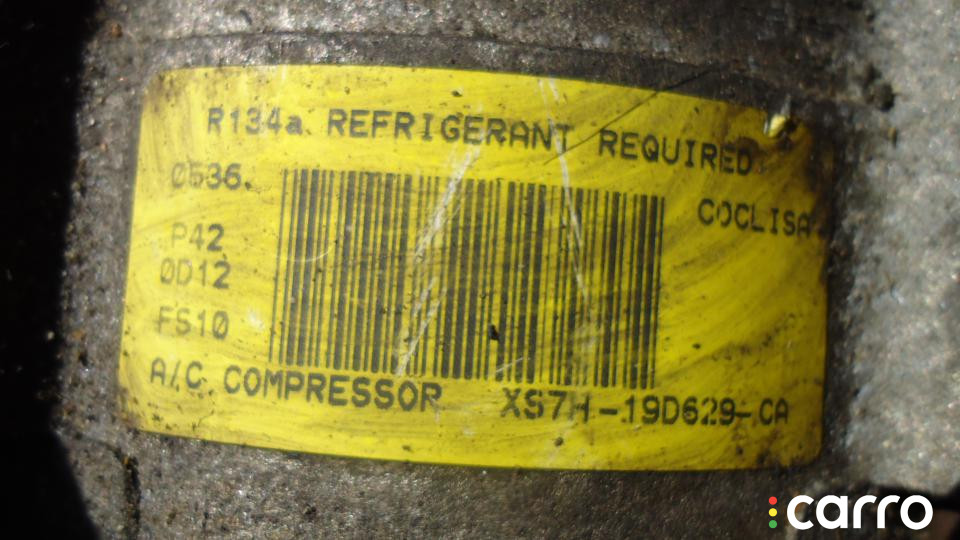 R134a REFRIGERANT REQUIRED.
0536
COCLISA
P42
0D12
FS10
A/C COMPRESSOR XS7H-19D629-CA
carro